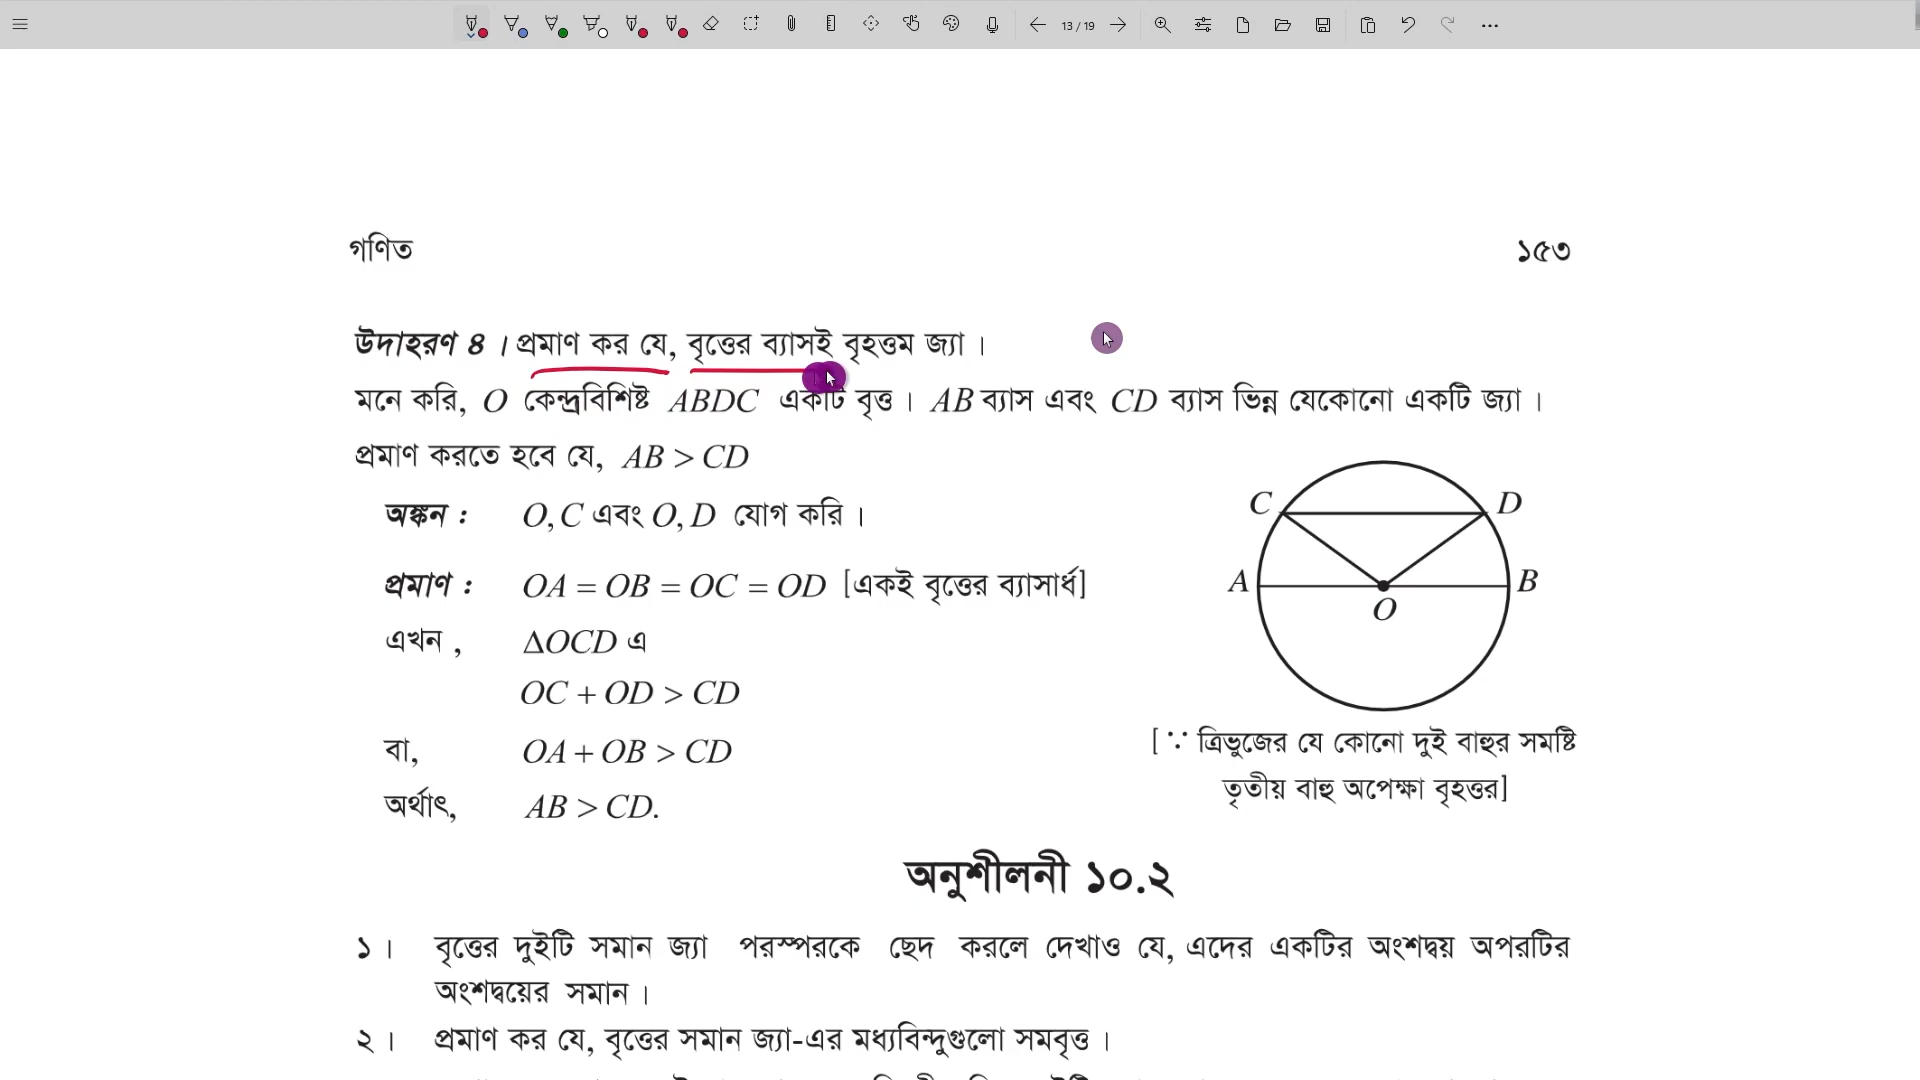 13 / 19
গণিত ১৫৩
উদাহরণ ৪ । প্রমাণ কর যে, বৃত্তের ব্যাসই বৃহত্তম জ্যা ।
মনে করি, O কেন্দ্রবিশিষ্ট ABDC একটি বৃত্ত । AB ব্যাস এবং CD ব্যাস ভিন্ন যেকোনো একটি জ্যা ।
প্রমাণ করতে হবে যে, AB > CD
অঙ্কন : O, C এবং O, D যোগ করি ।
প্রমাণ : OA = OB = OC = OD [একই বৃত্তের ব্যাসার্ধ]
এখন , ΔOCD এ
OC + OD > CD
বা, OA + OB > CD
অর্থাৎ, AB > CD.
C D
A B
O
[ ∵ ত্রিভুজের যে কোনো দুই বাহুর সমষ্টি
তৃতীয় বাহু অপেক্ষা বৃহত্তর]
অনুশীলনী ১০.২
১ । বৃত্তের দুইটি সমান জ্যা পরস্পরকে ছেদ করলে দেখাও যে, এদের একটির অংশদ্বয় অপরটির
অংশদ্বয়ের সমান ।
২ । প্রমাণ কর যে, বৃত্তের সমান জ্যা-এর মধ্যবিন্দুগুলো সমবৃত্ত ।